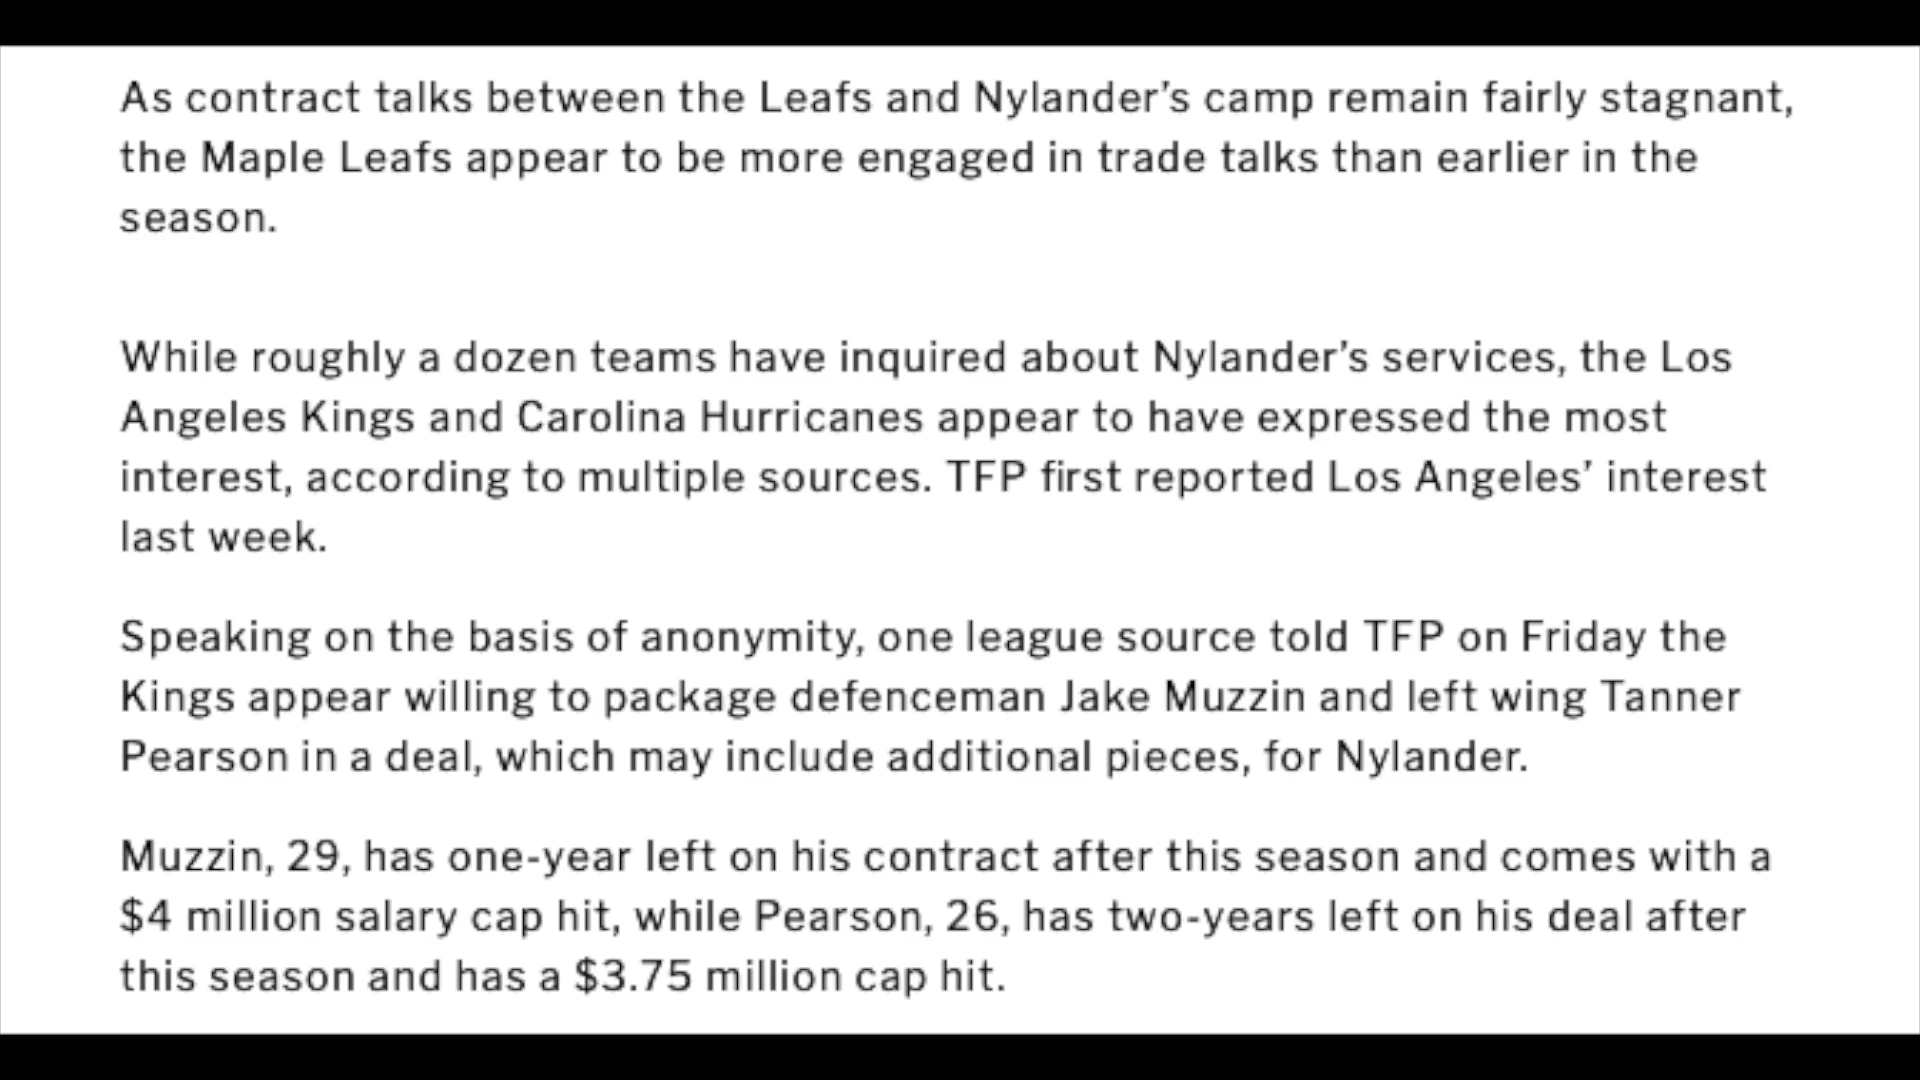 As contract talks between the Leafs and Nylander’s camp remain fairly stagnant,
the Maple Leafs appear to be more engaged in trade talks than earlier in the
season.
While roughly a dozen teams have inquired about Nylander’s services, the Los
Angeles Kings and Carolina Hurricanes appear to have expressed the most
interest, according to multiple sources. TFP first reported Los Angeles’ interest
last week.
Speaking on the basis of anonymity, one league source told TFP on Friday the
Kings appear willing to package defenceman Jake Muzzin and left wing Tanner
Pearson in a deal, which may include additional pieces, for Nylander.
Muzzin, 29, has one-year left on his contract after this season and comes with a
$4 million salary cap hit, while Pearson, 26, has two-years left on his deal after
this season and has a $3.75 million cap hit.